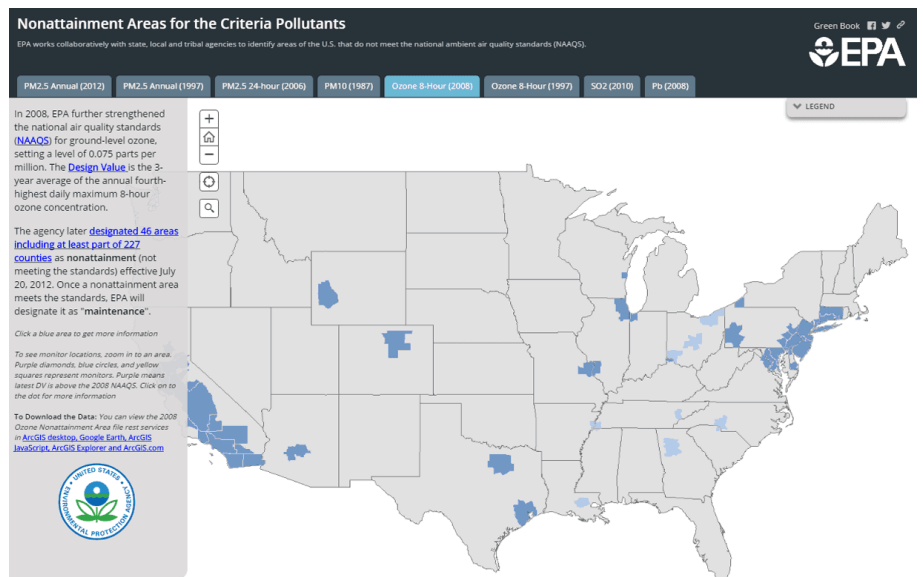 Nonattainment Areas for the Criteria Pollutants
EPA works collaboratively with state, local and tribal agencies to identify areas of the U.S. that do not meet the national ambient air quality standards (NAAQS).
Green Book
EPA
PM2.5 Annual (2012)
PM2.5 Annual (1997)
PM2.5 24-hour (2006)
PM10 (1987)
Ozone 8-Hour (2008)
Ozone 8-Hour (1997)
SO2 (2010)
Pb (2008)
LEGEND
In 2008, EPA further strengthened
the national air quality standards
(NAAQS) for ground-level ozone,
setting a level of 0.075 parts per
million. The Design Value is the 3-
year average of the annual fourth-
highest daily maximum 8-hour
ozone concentration.
The agency later designated 46 areas
including at least part of 227
counties as nonattainment (not
meeting the standards) effective July
20, 2012. Once a nonattainment area
meets the standards, EPA will
designate it as "maintenance".
Click a blue area to get more information
To see monitor locations, zoom in to an area.
Purple diamonds, blue circles, and yellow
squares represent monitors. Purple means
latest DV is above the 2008 NAAQS. Click on to
the dot for more information
To Download the Data: You can view the 2008
Ozone Nonattainment Area file rest services
in ArcGIS desktop, Google Earth, ArcGIS
JavaScript, ArcGIS Explorer and ArcGIS.com
UNITED STATES
ENVIRONMENTAL PROTECTION AGENCY